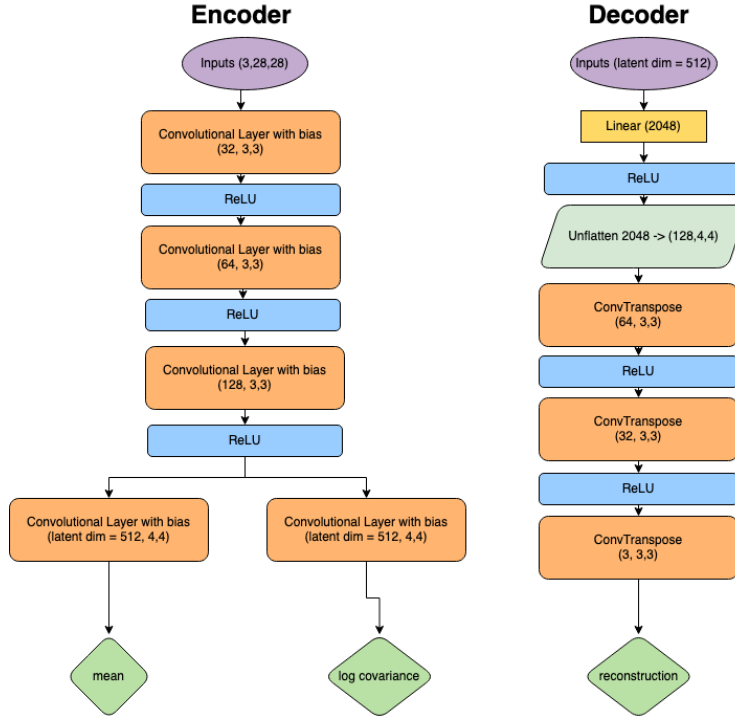 Encoder
Inputs (3,28,28)
Convolutional Layer with bias
(32, 3,3)
ReLU
Convolutional Layer with bias
(64, 3,3)
ReLU
Convolutional Layer with bias
(128, 3,3)
ReLU
Convolutional Layer with bias
(latent dim = 512, 4,4)
Convolutional Layer with bias
(latent dim = 512, 4,4)
mean
log covariance
Decoder
Inputs (latent dim = 512)
Linear (2048)
ReLU
Unflatten 2048 -> (128,4,4)
ConvTranspose
(64, 3,3)
ReLU
ConvTranspose
(32, 3,3)
ReLU
ConvTranspose
(3, 3,3)
reconstruction